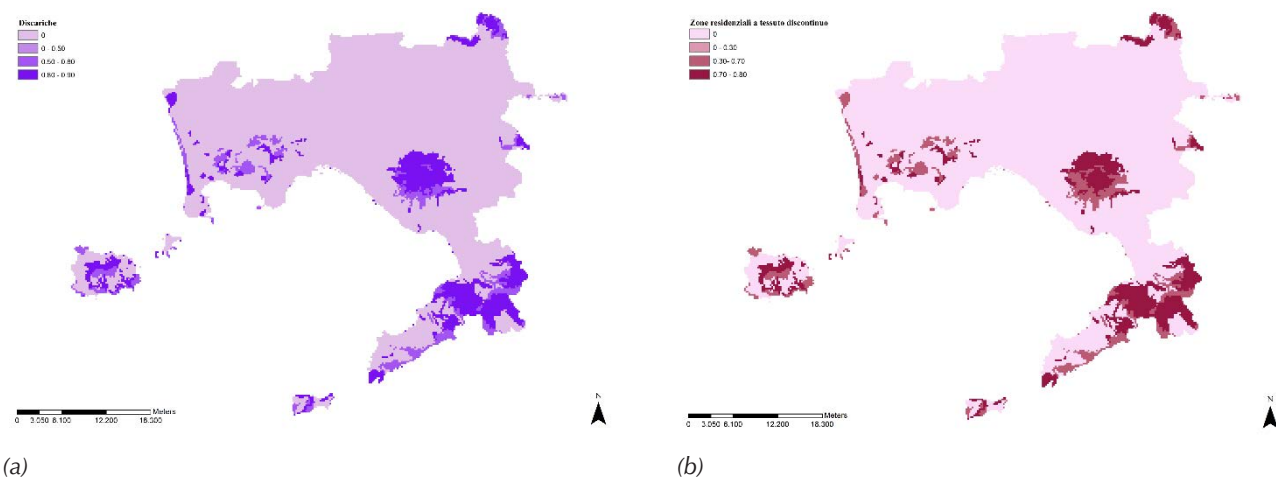 Discariche
0
0 - 0.50
0.50 - 0.80
0.80 - 0.90
Meters
0 3.050 6.100 12.200 18.300
N
(a)
Zone residenziali a tessuto discontinuo
0
0 - 0.30
0.30- 0.70
0.70 - 0.80
Meters
0 3.050 6.100 12.200 18.300
N
(b)